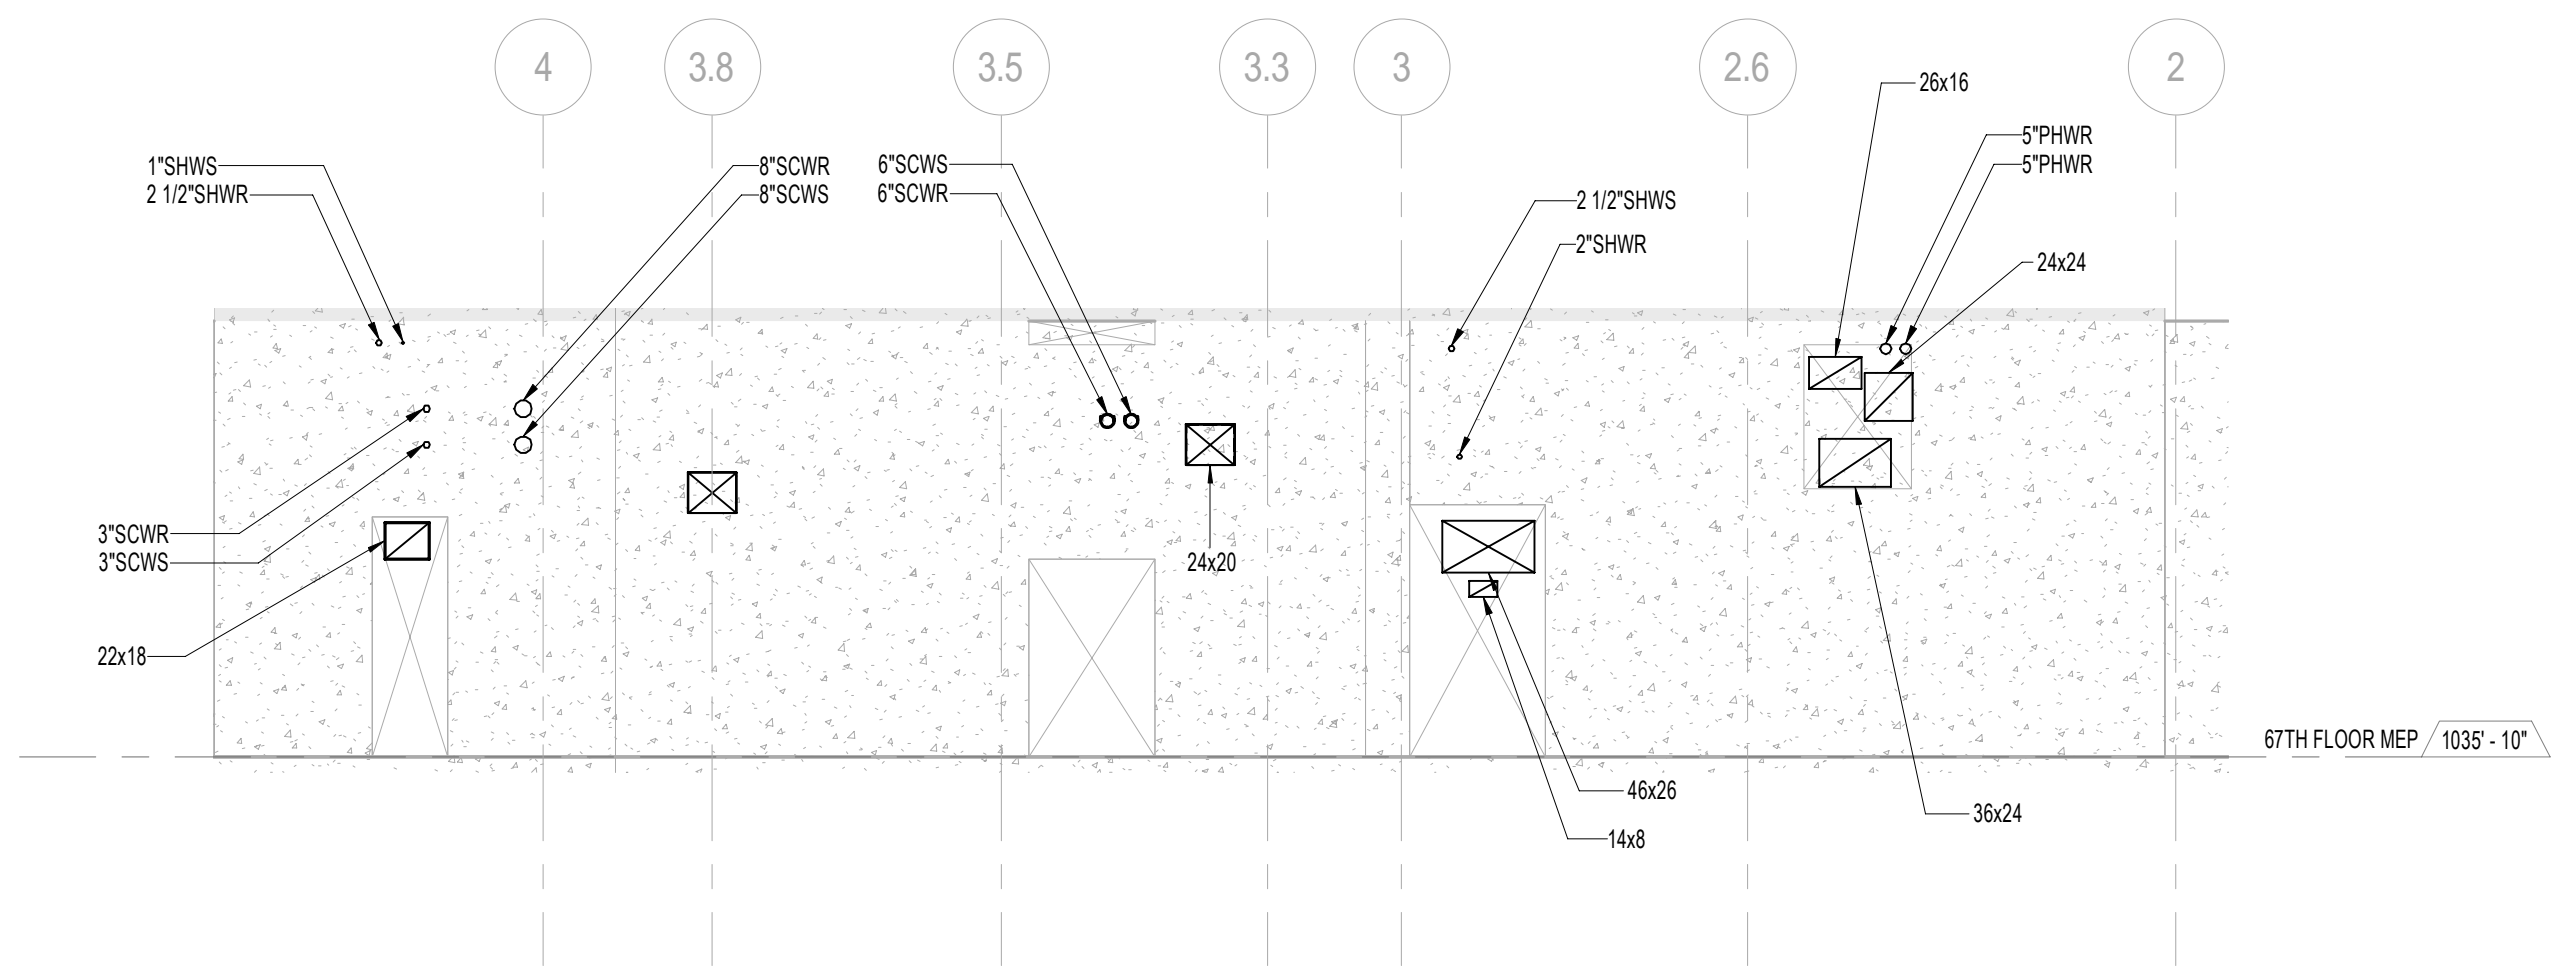 4
3.8
3.5
3.3
3
2.6
2
26x16
5"PHWR
5"PHWR
1"SHWS
2 1/2"SHWR
8"SCWR
8"SCWS
6"SCWS
6"SCWR
2 1/2"SHWS
2"SHWR
24x24
3"SCWR
3"SCWS
24x20
22x18
67TH FLOOR MEP
1035' - 10"
46x26
36x24
14x8